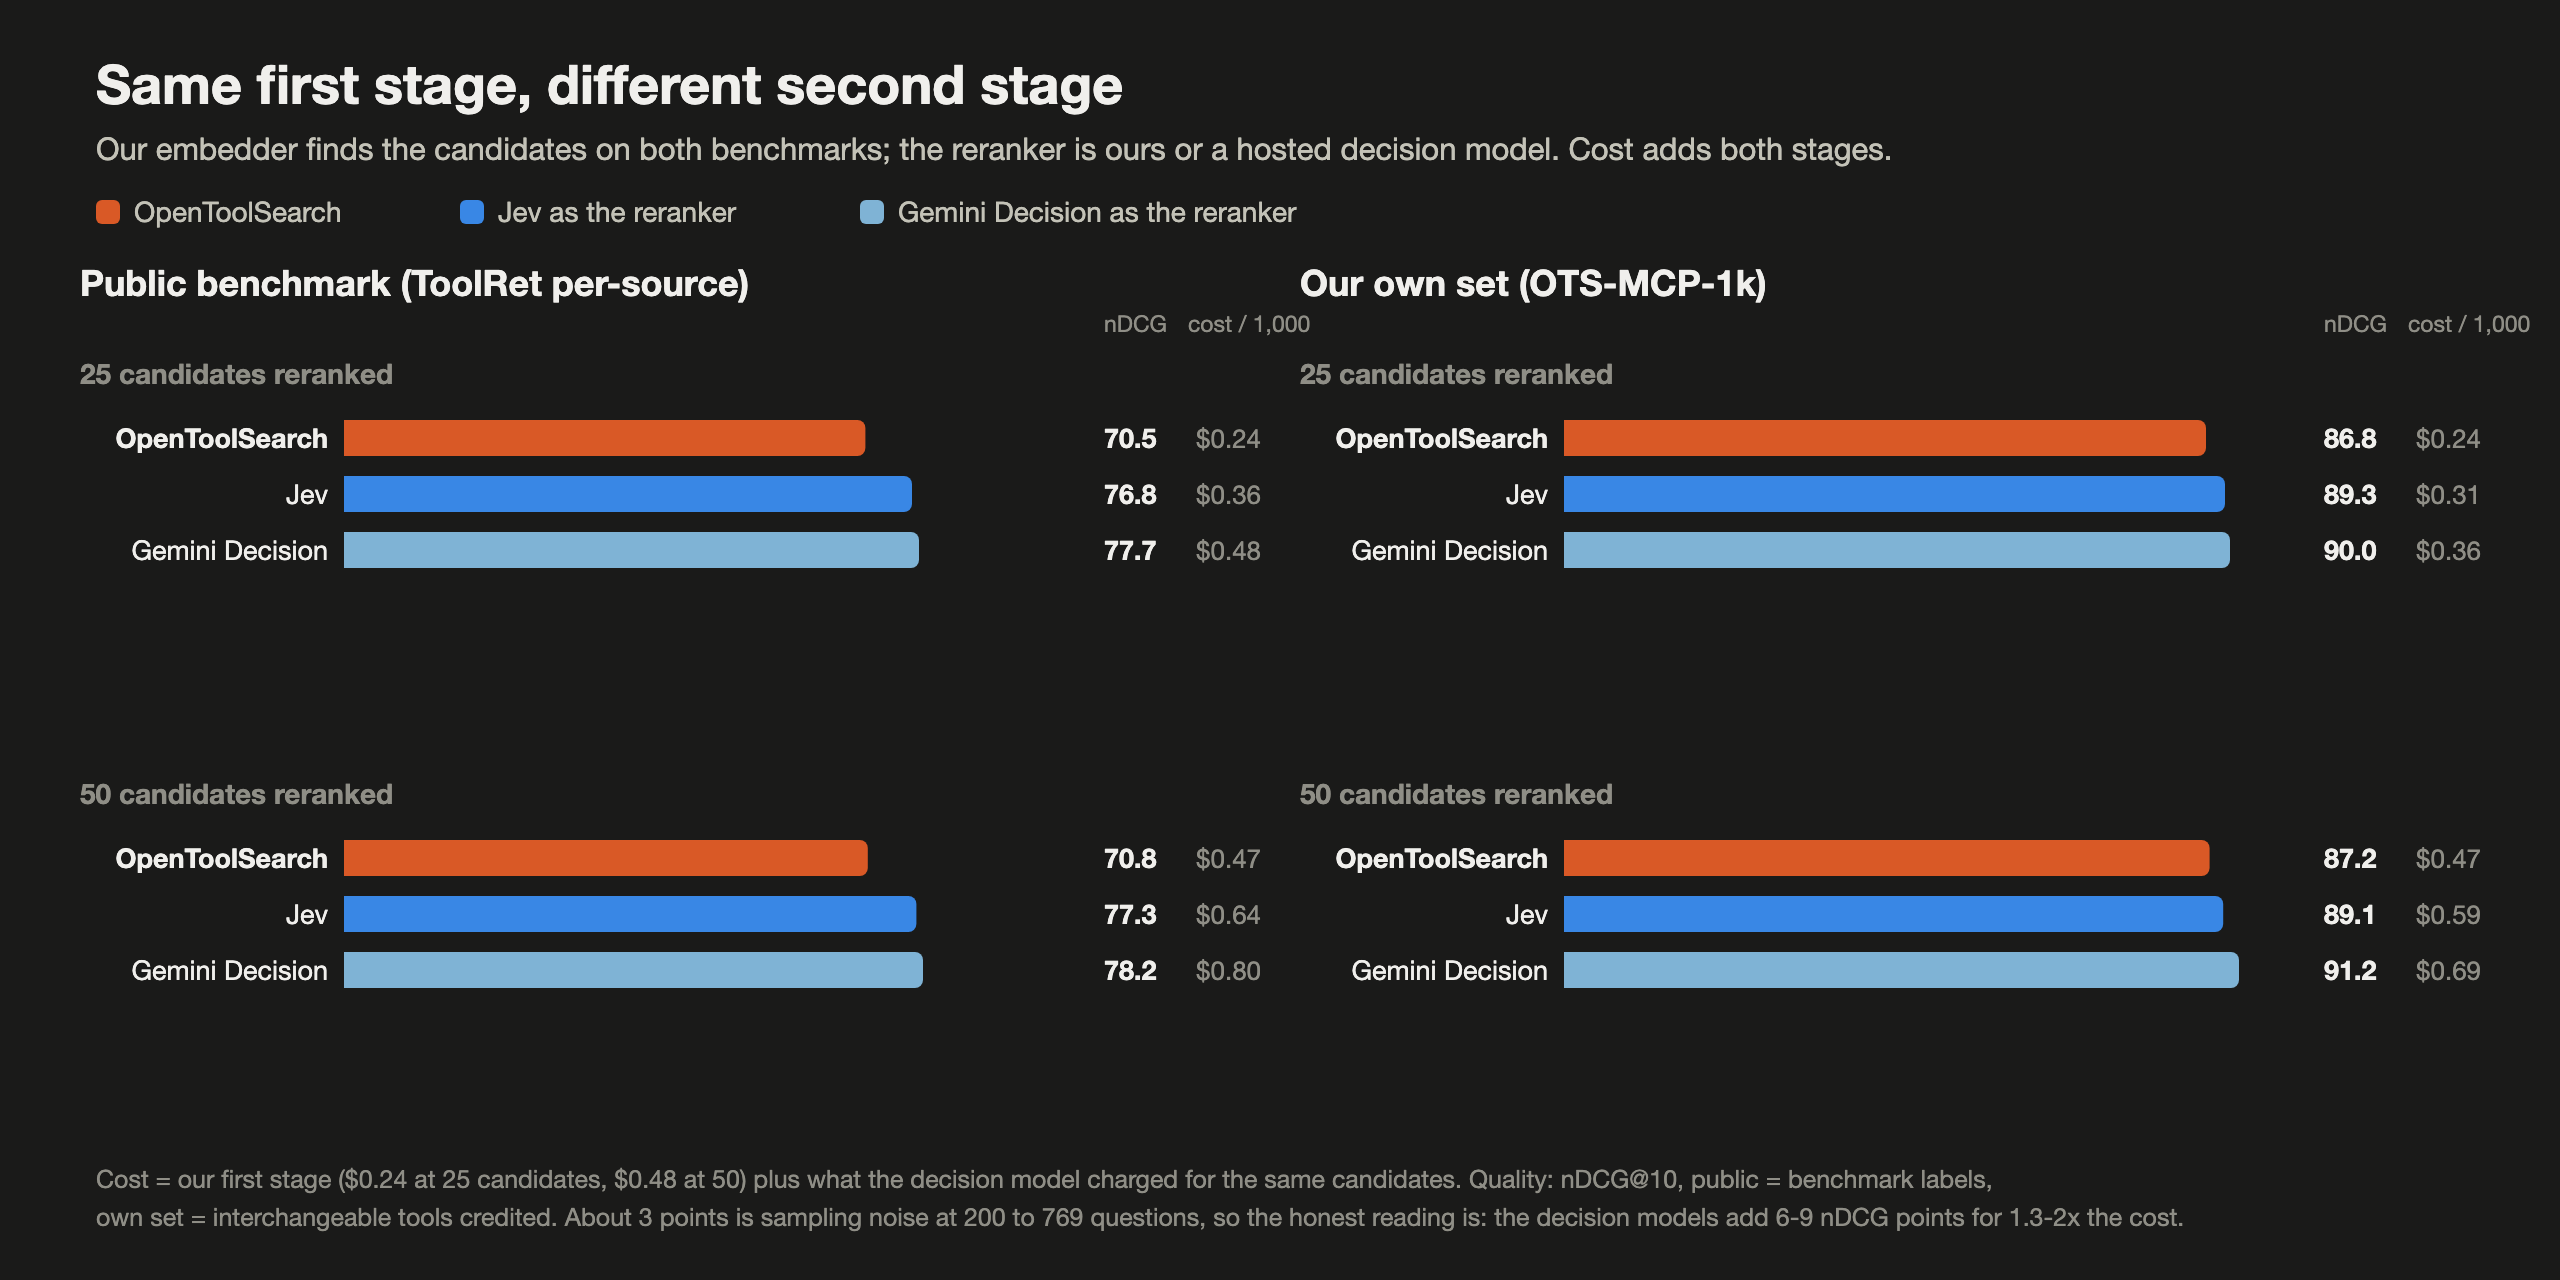 Same first stage, different second stage
Our embedder finds the candidates on both benchmarks; the reranker is ours or a hosted decision model. Cost adds both stages.
OpenToolSearch
Jev as the reranker
Gemini Decision as the reranker
Public benchmark (ToolRet per-source)
nDCG cost / 1,000
25 candidates reranked
OpenToolSearch 70.5 $0.24
Jev 76.8 $0.36
Gemini Decision 77.7 $0.48
50 candidates reranked
OpenToolSearch 70.8 $0.47
Jev 77.3 $0.64
Gemini Decision 78.2 $0.80
Our own set (OTS-MCP-1k)
nDCG cost / 1,000
25 candidates reranked
OpenToolSearch 86.8 $0.24
Jev 89.3 $0.31
Gemini Decision 90.0 $0.36
50 candidates reranked
OpenToolSearch 87.2 $0.47
Jev 89.1 $0.59
Gemini Decision 91.2 $0.69
Cost = our first stage ($0.24 at 25 candidates, $0.48 at 50) plus what the decision model charged for the same candidates. Quality: nDCG@10, public = benchmark labels,
own set = interchangeable tools credited. About 3 points is sampling noise at 200 to 769 questions, so the honest reading is: the decision models add 6-9 nDCG points for 1.3-2x the cost.